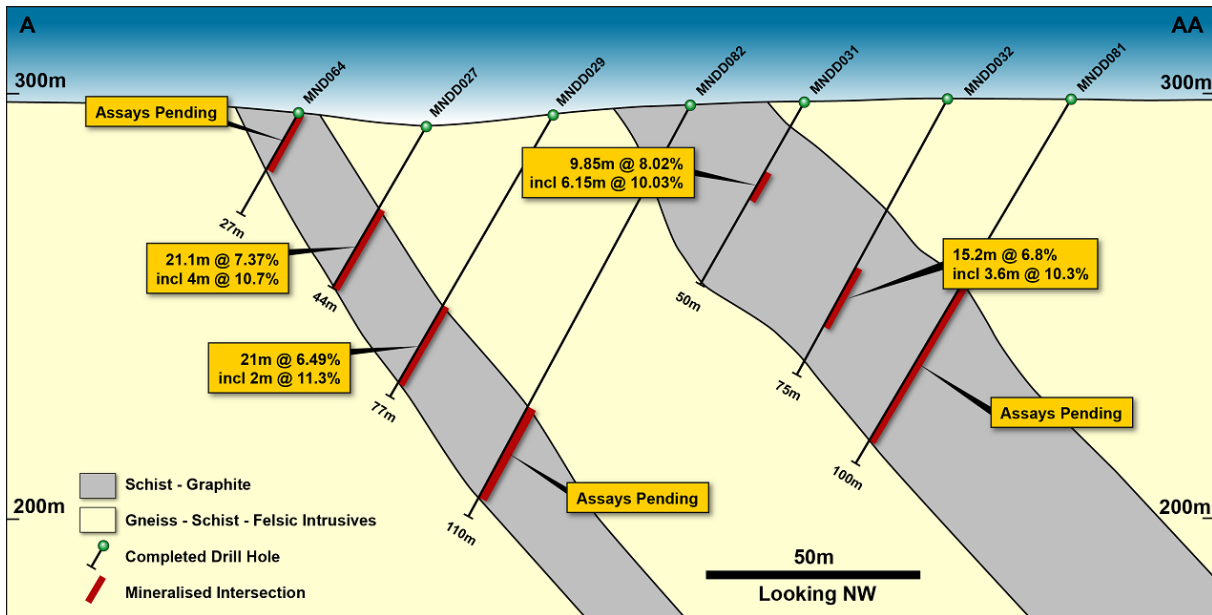 A
AA
300m
300m
MND064
MNDD027
MNDD029
MNDD082
MNDD031
MNDD032
MNDD081
Assays Pending
9.85m @ 8.02%
incl 6.15m @ 10.03%
27m
21.1m @ 7.37%
incl 4m @ 10.7%
44m
15.2m @ 6.8%
incl 3.6m @ 10.3%
50m
21m @ 6.49%
incl 2m @ 11.3%
77m
75m
Assays Pending
100m
Assays Pending
110m
200m
200m
Schist - Graphite
Gneiss - Schist - Felsic Intrusives
Completed Drill Hole
Mineralised Intersection
50m
Looking NW